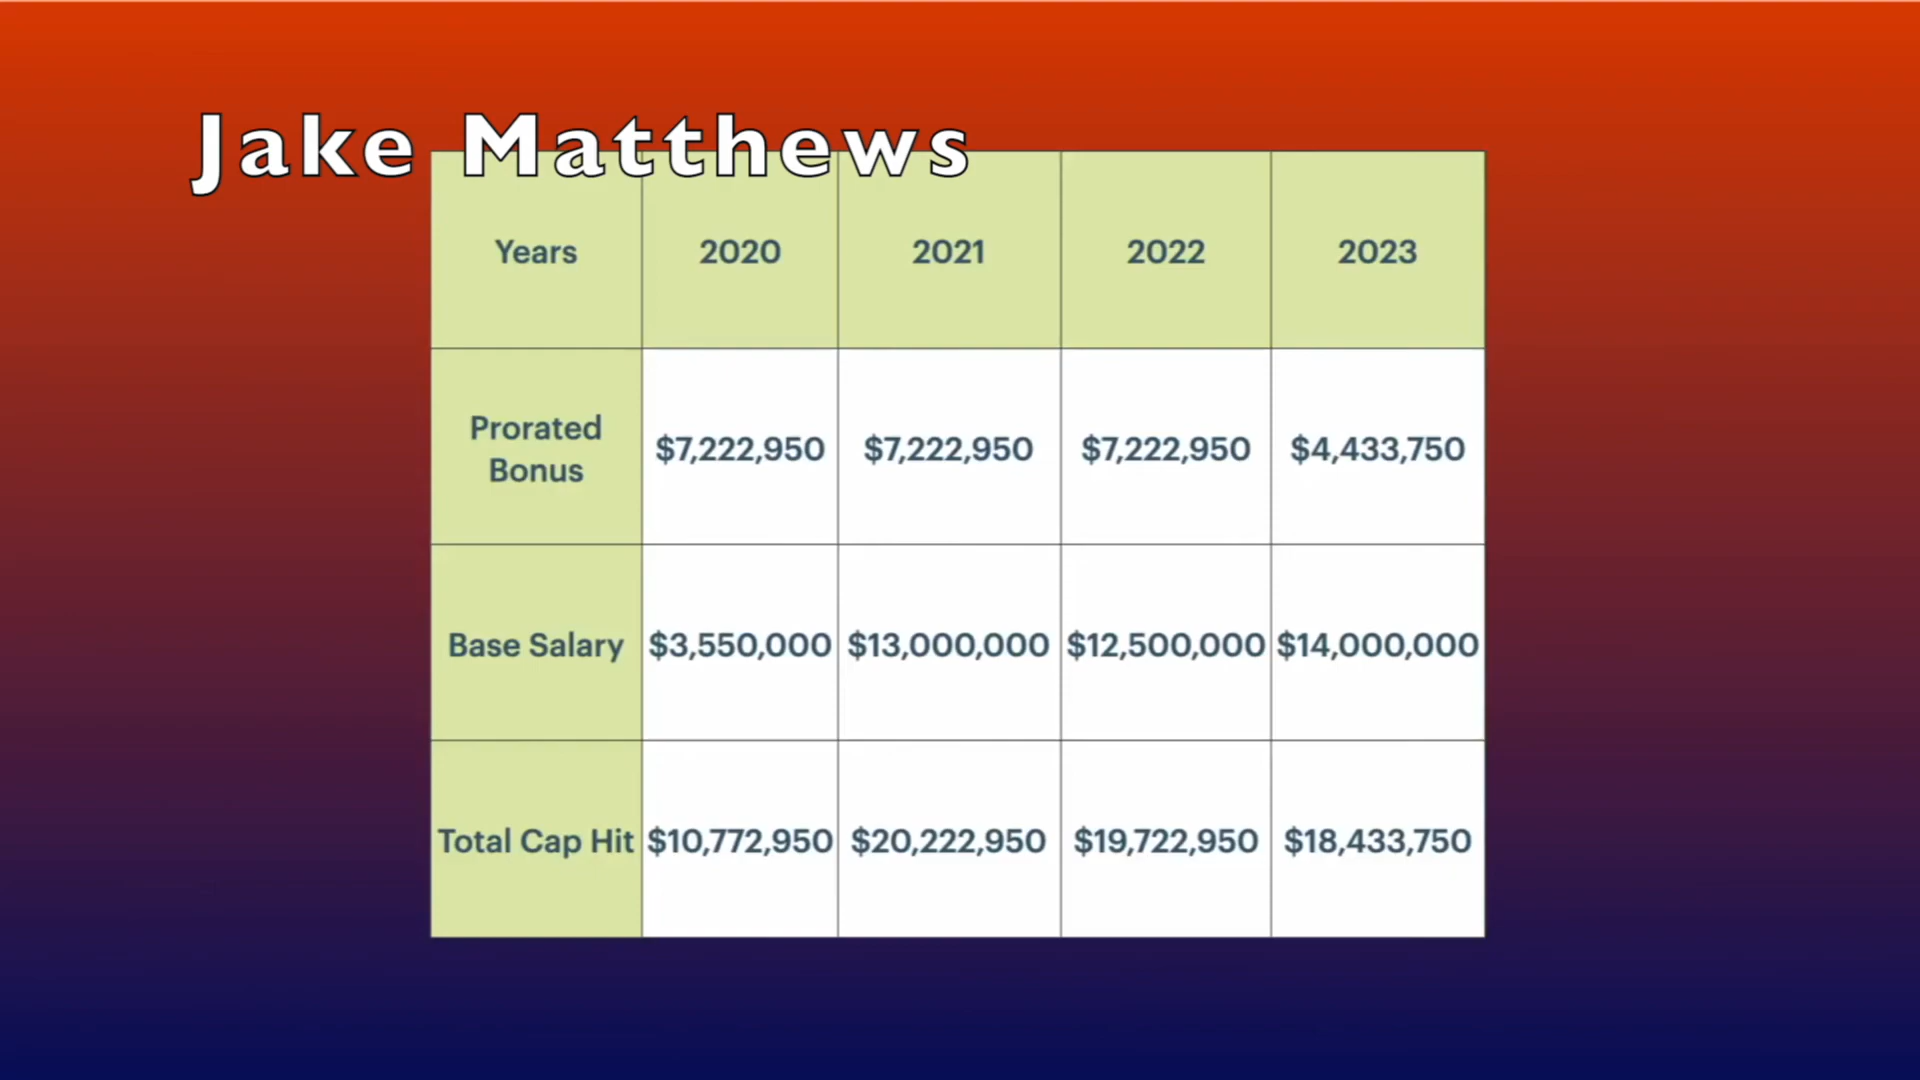 Jake Matthews
Years 2020 2021 2022 2023
Prorated
Bonus
$7,222,950 $7,222,950 $7,222,950 $4,433,750
Base Salary $3,550,000 $13,000,000 $12,500,000 $14,000,000
Total Cap Hit $10,772,950 $20,222,950 $19,722,950 $18,433,750